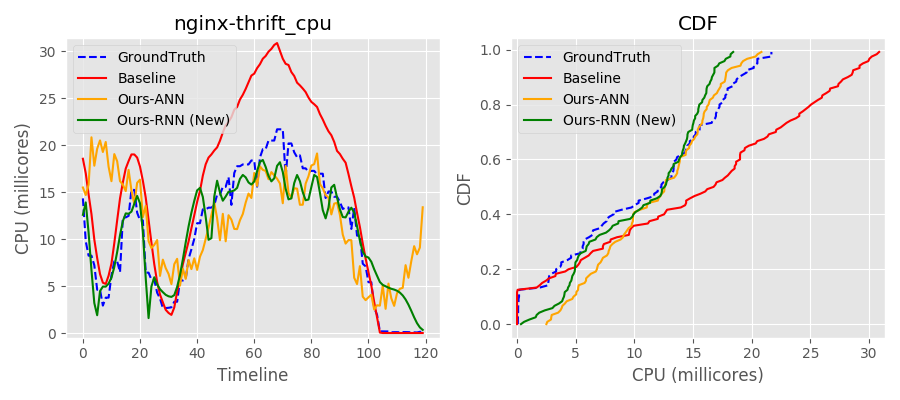 nginx-thrift_cpu
CPU (millicores)
30
25
20
15
10
5
0
GroundTruth
Baseline
Ours-ANN
Ours-RNN (New)
0
20
40
60
80
100
120
Timeline
CDF
CDF
1.0
0.8
0.6
0.4
0.2
0.0
GroundTruth
Baseline
Ours-ANN
Ours-RNN (New)
0
5
10
15
20
25
30
CPU (millicores)